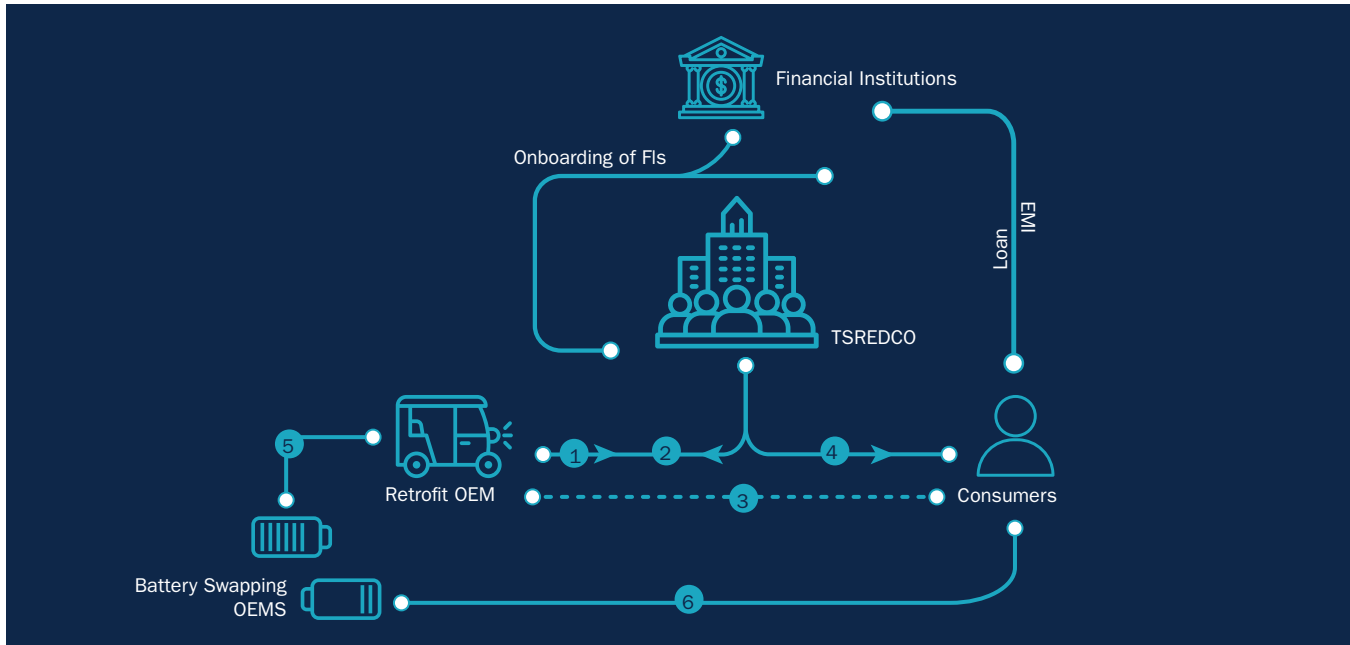 Financial Institutions
Onboarding of FIs
EMI
Loan
TSREDCO
5
1
2
4
Retrofit OEM
3
Consumers
Battery Swapping
OEMS
6
$